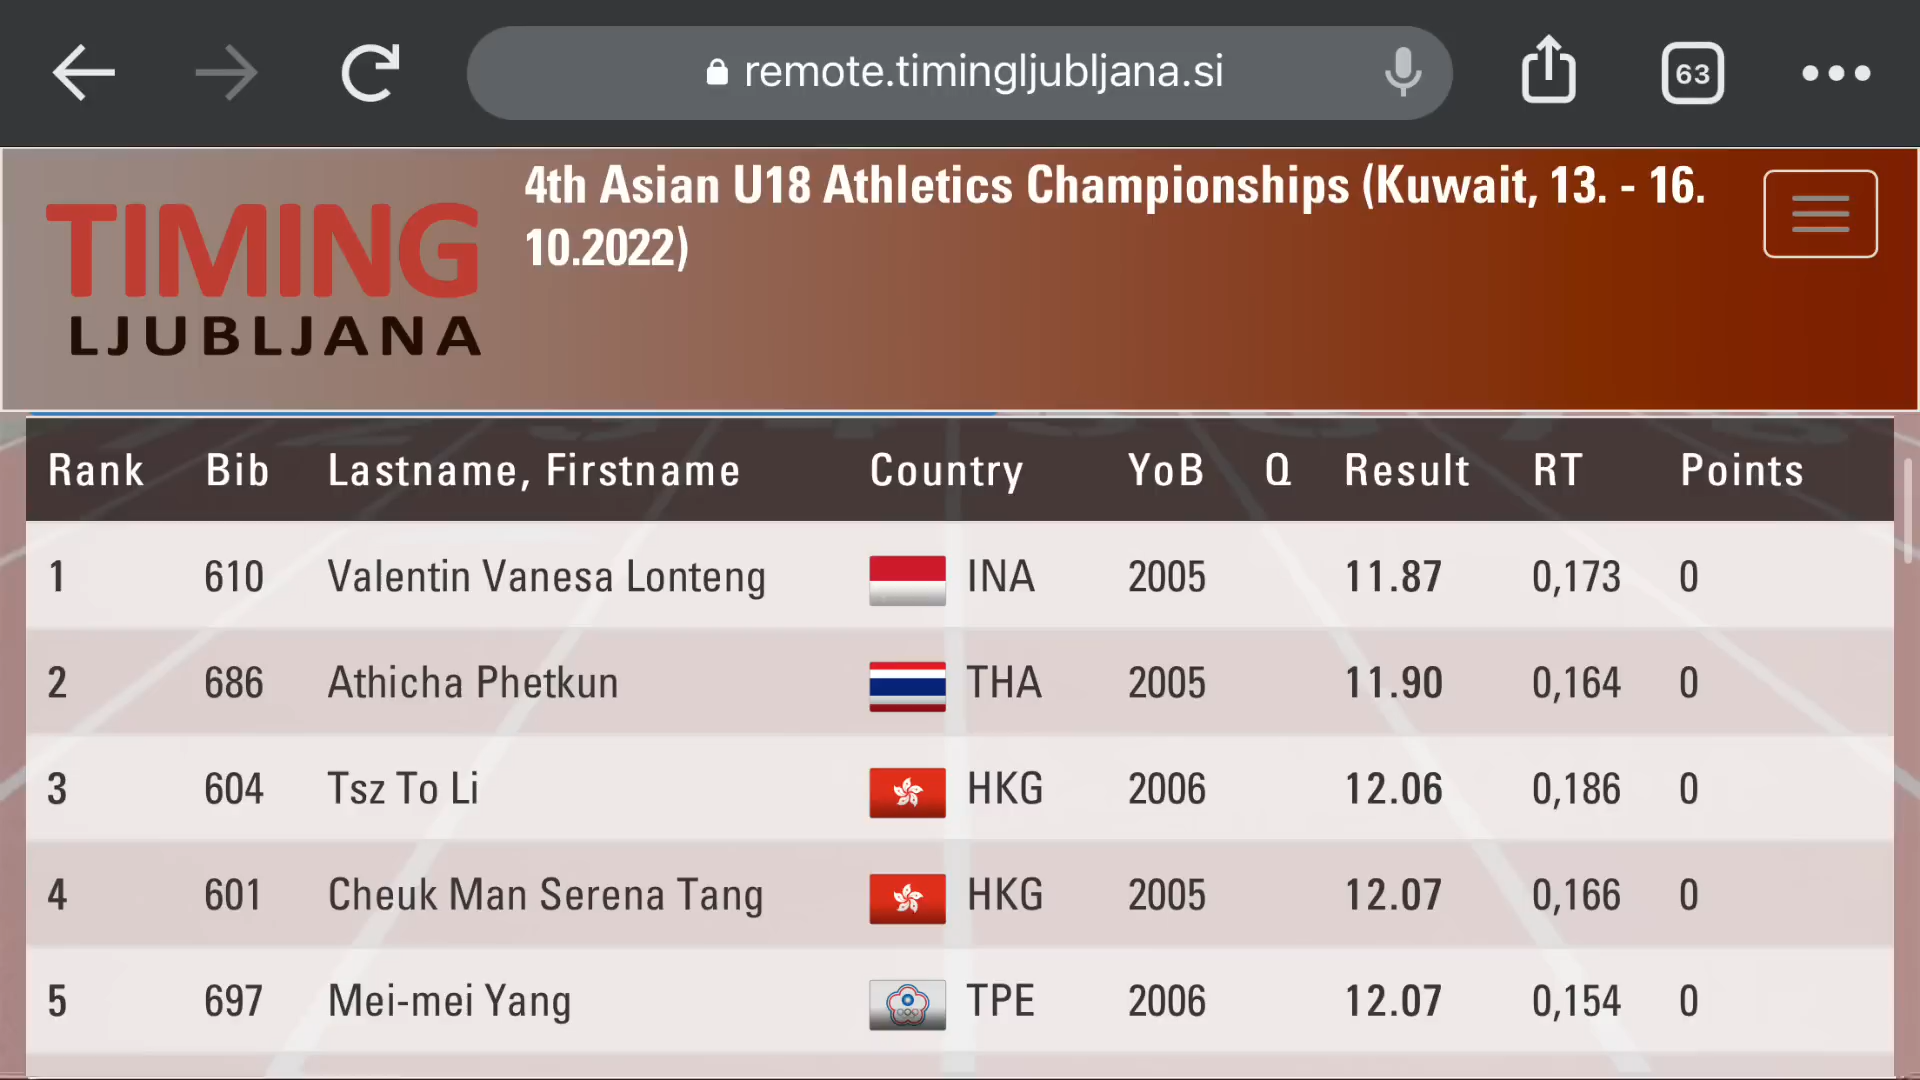 remote.timingljubljana.si
63
TIMING
LJUBLJANA
4th Asian U18 Athletics Championships (Kuwait, 13. - 16.
10.2022)
Rank Bib Lastname, Firstname Country YoB Q Result RT Points
1 610 Valentin Vanesa Lonteng INA 2005 11.87 0,173 0
2 686 Athicha Phetkun THA 2005 11.90 0,164 0
3 604 Tsz To Li HKG 2006 12.06 0,186 0
4 601 Cheuk Man Serena Tang HKG 2005 12.07 0,166 0
5 697 Mei-mei Yang TPE 2006 12.07 0,154 0